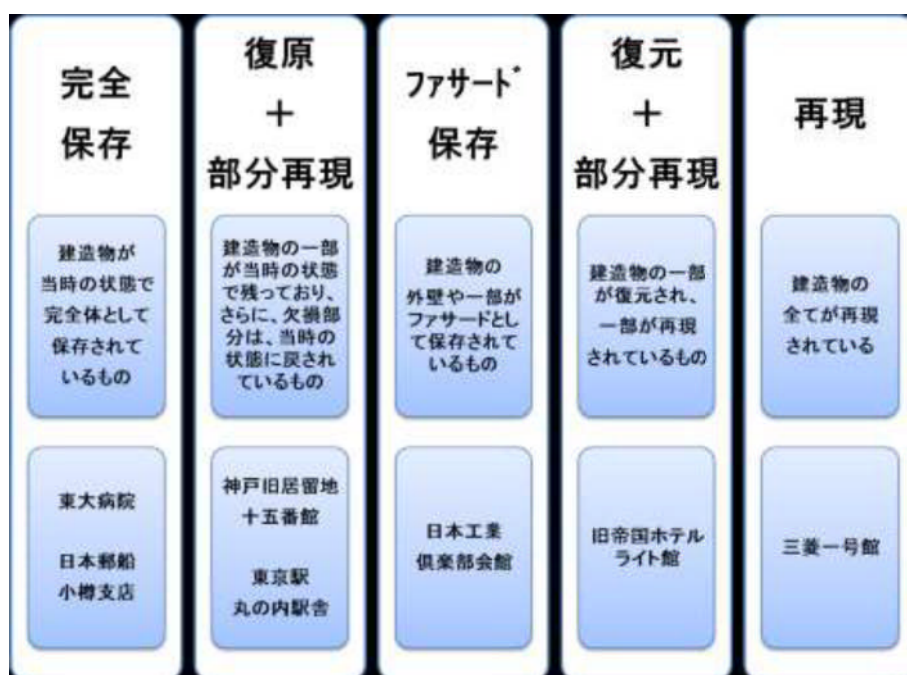 完全
保存
建造物が
当時の状態で
完全体として
保存されて
いるもの
東大病院
日本郵船
小樽支店
復原
＋
部分再現
建造物の一部
が当時の状態
で残っており、
さらに、欠損部
分は、当時の
状態に戻され
ているもの
神戸旧居留地
十五番館
東京駅
丸の内駅舎
ﾌｧｻｰﾄﾞ
保存
建造物の
外壁や一部が
ファサードとし
て保存されて
いるもの
日本工業
倶楽部会館
復元
＋
部分再現
建造物の一部
が復元され、
一部が再現
されているもの
旧帝国ホテル
ライト館
再現
建造物の
全てが再現
されている
三菱一号館